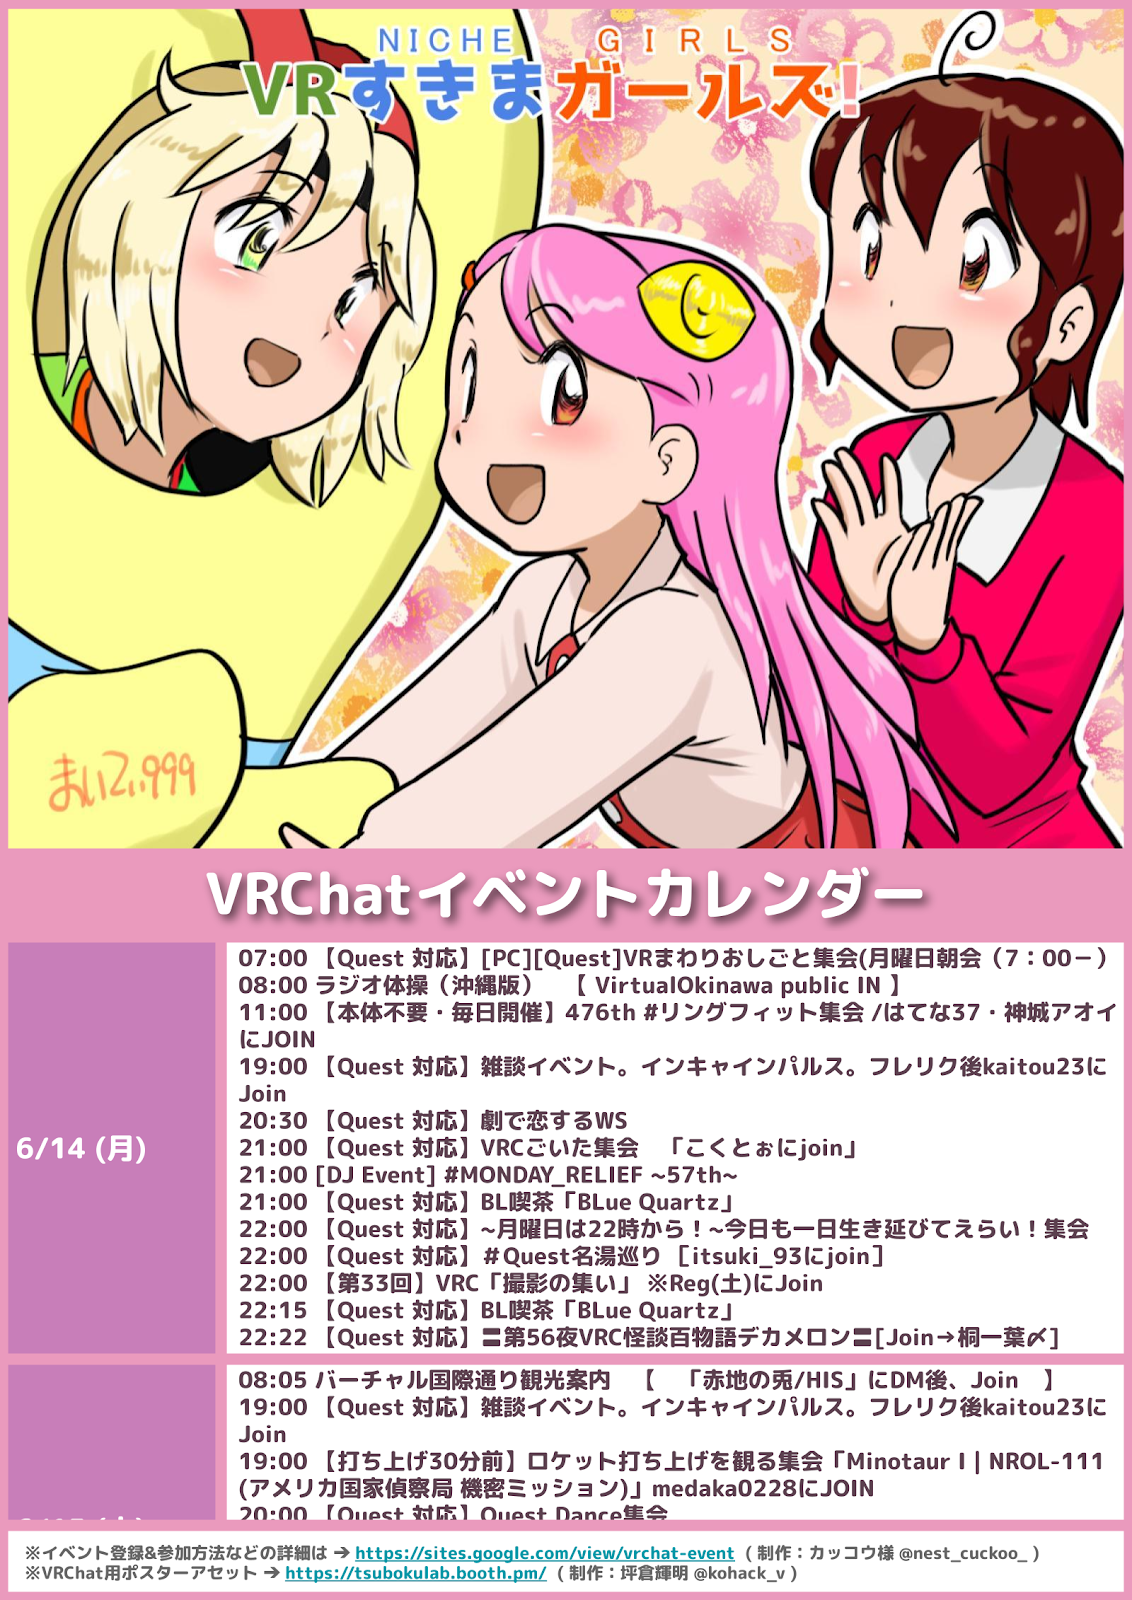 NICHE GIRLS
VRすきまガールズ!
まいてぃ999
VRChatイベントカレンダー
6/14 (月)
07:00 【Quest 対応】[PC][Quest]VRまわりおしごと集会(月曜日朝会（7：00－）
08:00 ラジオ体操（沖縄版）　【 VirtualOkinawa public IN 】
11:00 【本体不要・毎日開催】476th #リングフィット集会 /はてな37・神城アオイ
にJOIN
19:00 【Quest 対応】雑談イベント。インキャインパルス。フレリク後kaitou23に
Join
20:30 【Quest 対応】劇で恋するWS
21:00 【Quest 対応】VRCごいた集会　「こくとぉにjoin」
21:00 [DJ Event] #MONDAY_RELIEF ~57th~
21:00 【Quest 対応】BL喫茶「BLue Quartz」
22:00 【Quest 対応】~月曜日は22時から！~今日も一日生き延びてえらい！集会
22:00 【Quest 対応】＃Quest名湯巡り ［itsuki_93にjoin］
22:00 【第33回】VRC「撮影の集い」 ※Reg(土)にJoin
22:15 【Quest 対応】BL喫茶「BLue Quartz」
22:22 【Quest 対応】〓第56夜VRC怪談百物語デカメロン〓[Join→桐一葉〆]
08:05 バーチャル国際通り観光案内　【　「赤地の兎/HIS」にDM後、Join　】
19:00 【Quest 対応】雑談イベント。インキャインパルス。フレリク後kaitou23に
Join
19:00 【打ち上げ30分前】ロケット打ち上げを観る集会「Minotaur I | NROL-111
(アメリカ国家偵察局 機密ミッション)」medaka0228にJOIN
20:00 【Quest 対応】Quest Dance集会
※イベント登録&参加方法などの詳細は → https://sites.google.com/view/vrchat-event （ 制作：カッコウ様 @nest_cuckoo_ ）
※VRChat用ポスターアセット → https://tsubokulab.booth.pm/ （ 制作：坪倉輝明 @kohack_v ）